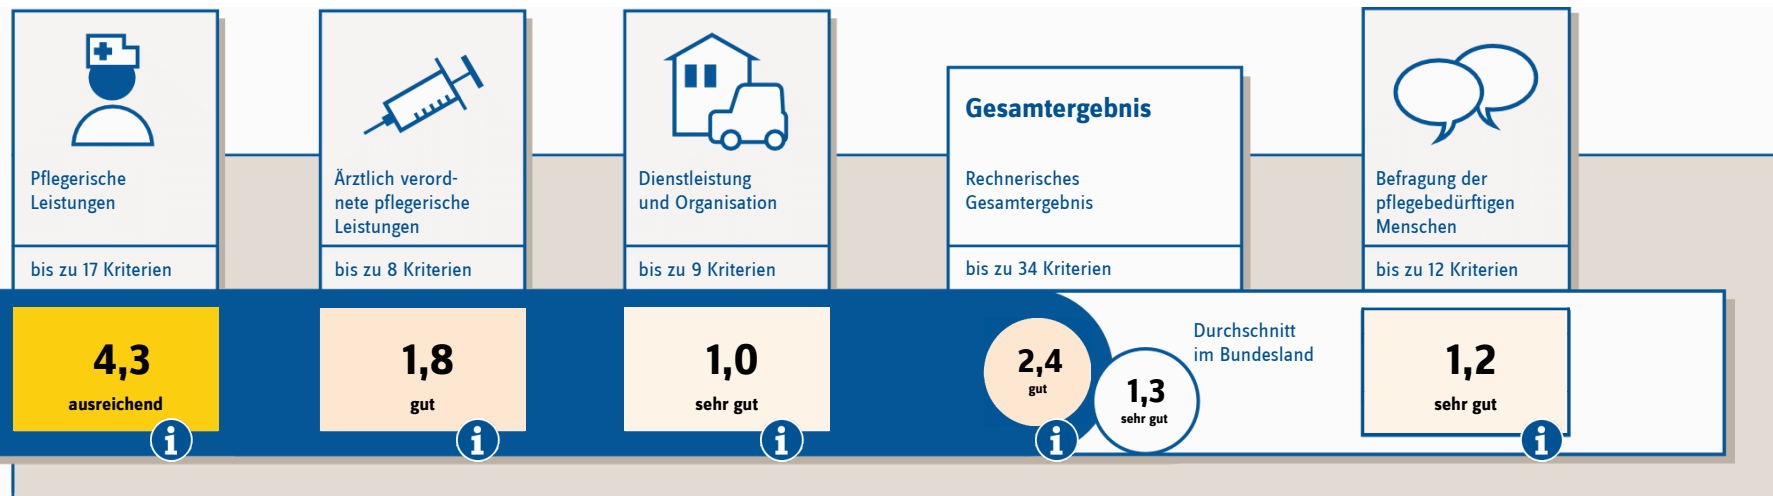 Pflegerische
Leistungen
bis zu 17 Kriterien
4,3
ausreichend
i
Ärztlich verord-
nete pflegerische
Leistungen
bis zu 8 Kriterien
1,8
gut
i
Dienstleistung
und Organisation
bis zu 9 Kriterien
1,0
sehr gut
i
Gesamtergebnis
Rechnerisches
Gesamtergebnis
bis zu 34 Kriterien
2,4
gut
i
Durchschnitt
im Bundesland
1,3
sehr gut
Befragung der
pflegebedürftigen
Menschen
bis zu 12 Kriterien
1,2
sehr gut
i